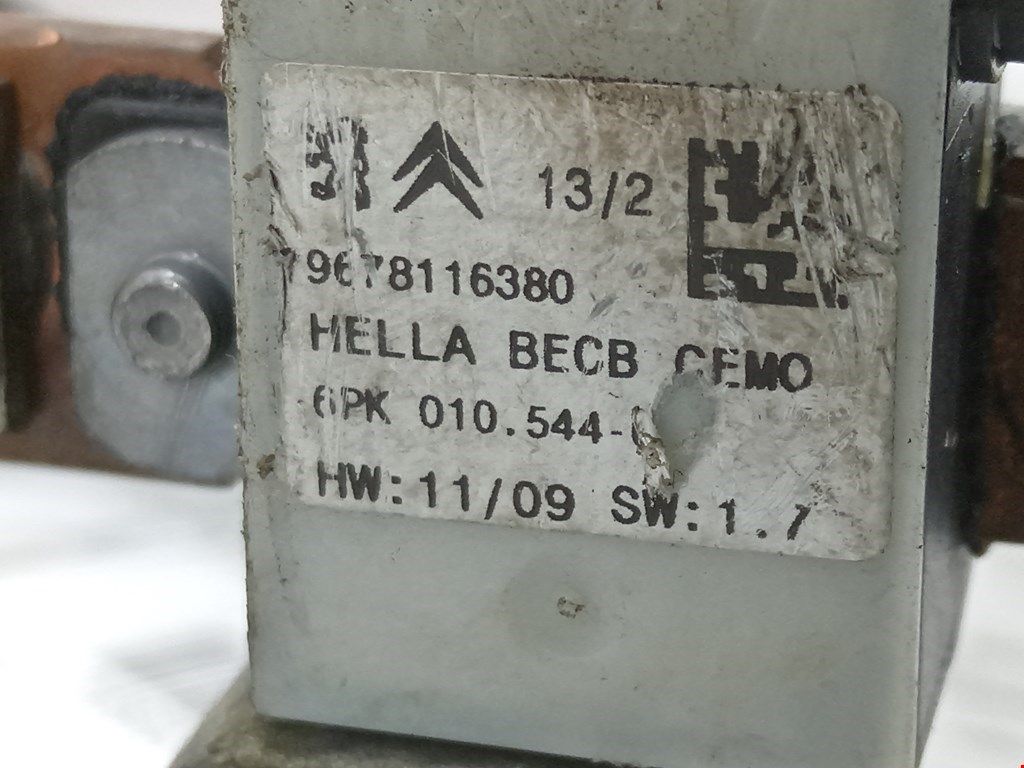 13/2
9678116380
HELLA BECB CEMO
6PK 010.544-
HW:11/09 SW:1.7